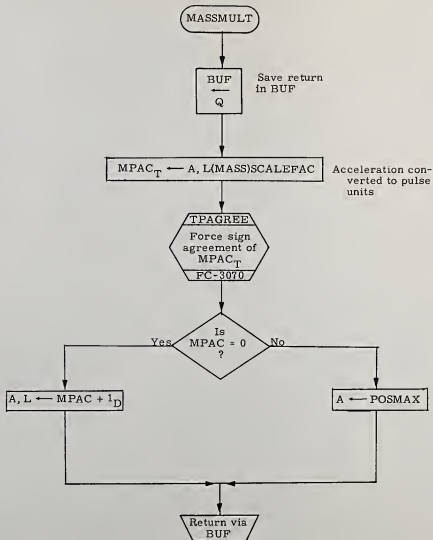 MASSMULT
BUF
←
Q
Save return
in BUF
MPAC_T ← A, L(MASS)SCALEFAC
Acceleration con-
verted to pulse
units
TPAGREE
Force sign
agreement of
MPAC_T
FC-3070
Is
MPAC = 0
?
Yes
No
A, L ← MPAC + 1_D
A ← POSMAX
Return via
BUF